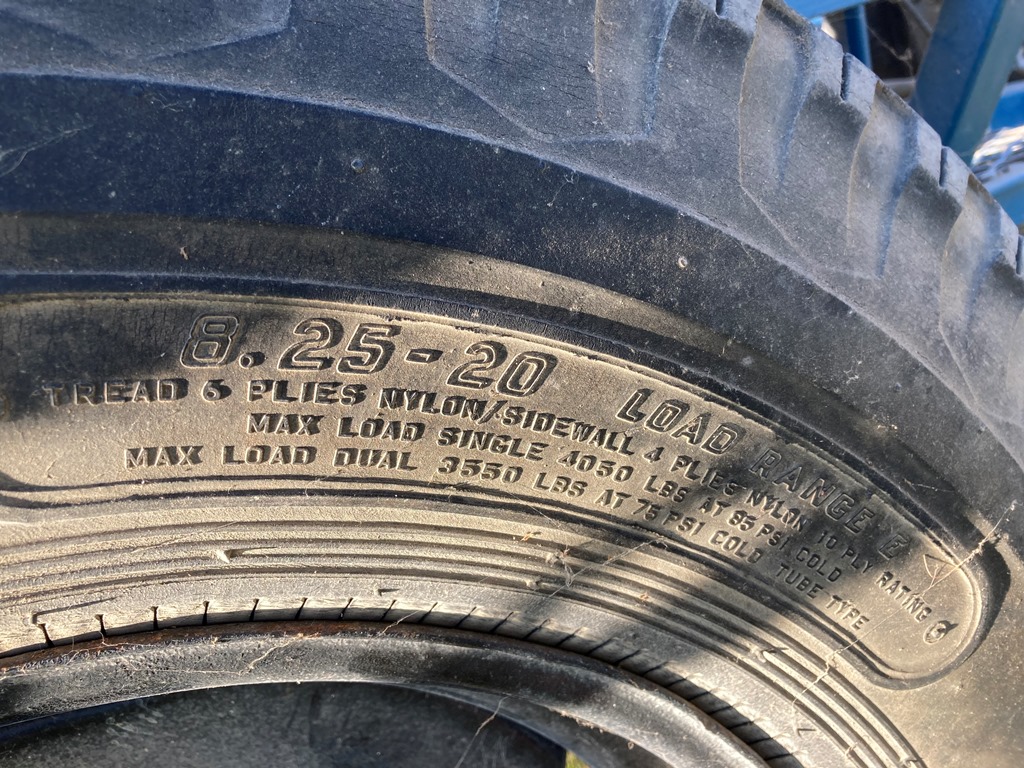 8.25-20 LOAD RANGE E
TREAD 6 PLIES NYLON/SIDEWALL 4 PLIES NYLON 10 PLY RATING
MAX LOAD SINGLE 4050 LBS AT 85 PSI COLD
MAX LOAD DUAL 3550 LBS AT 75 PSI COLD TUBE TYPE